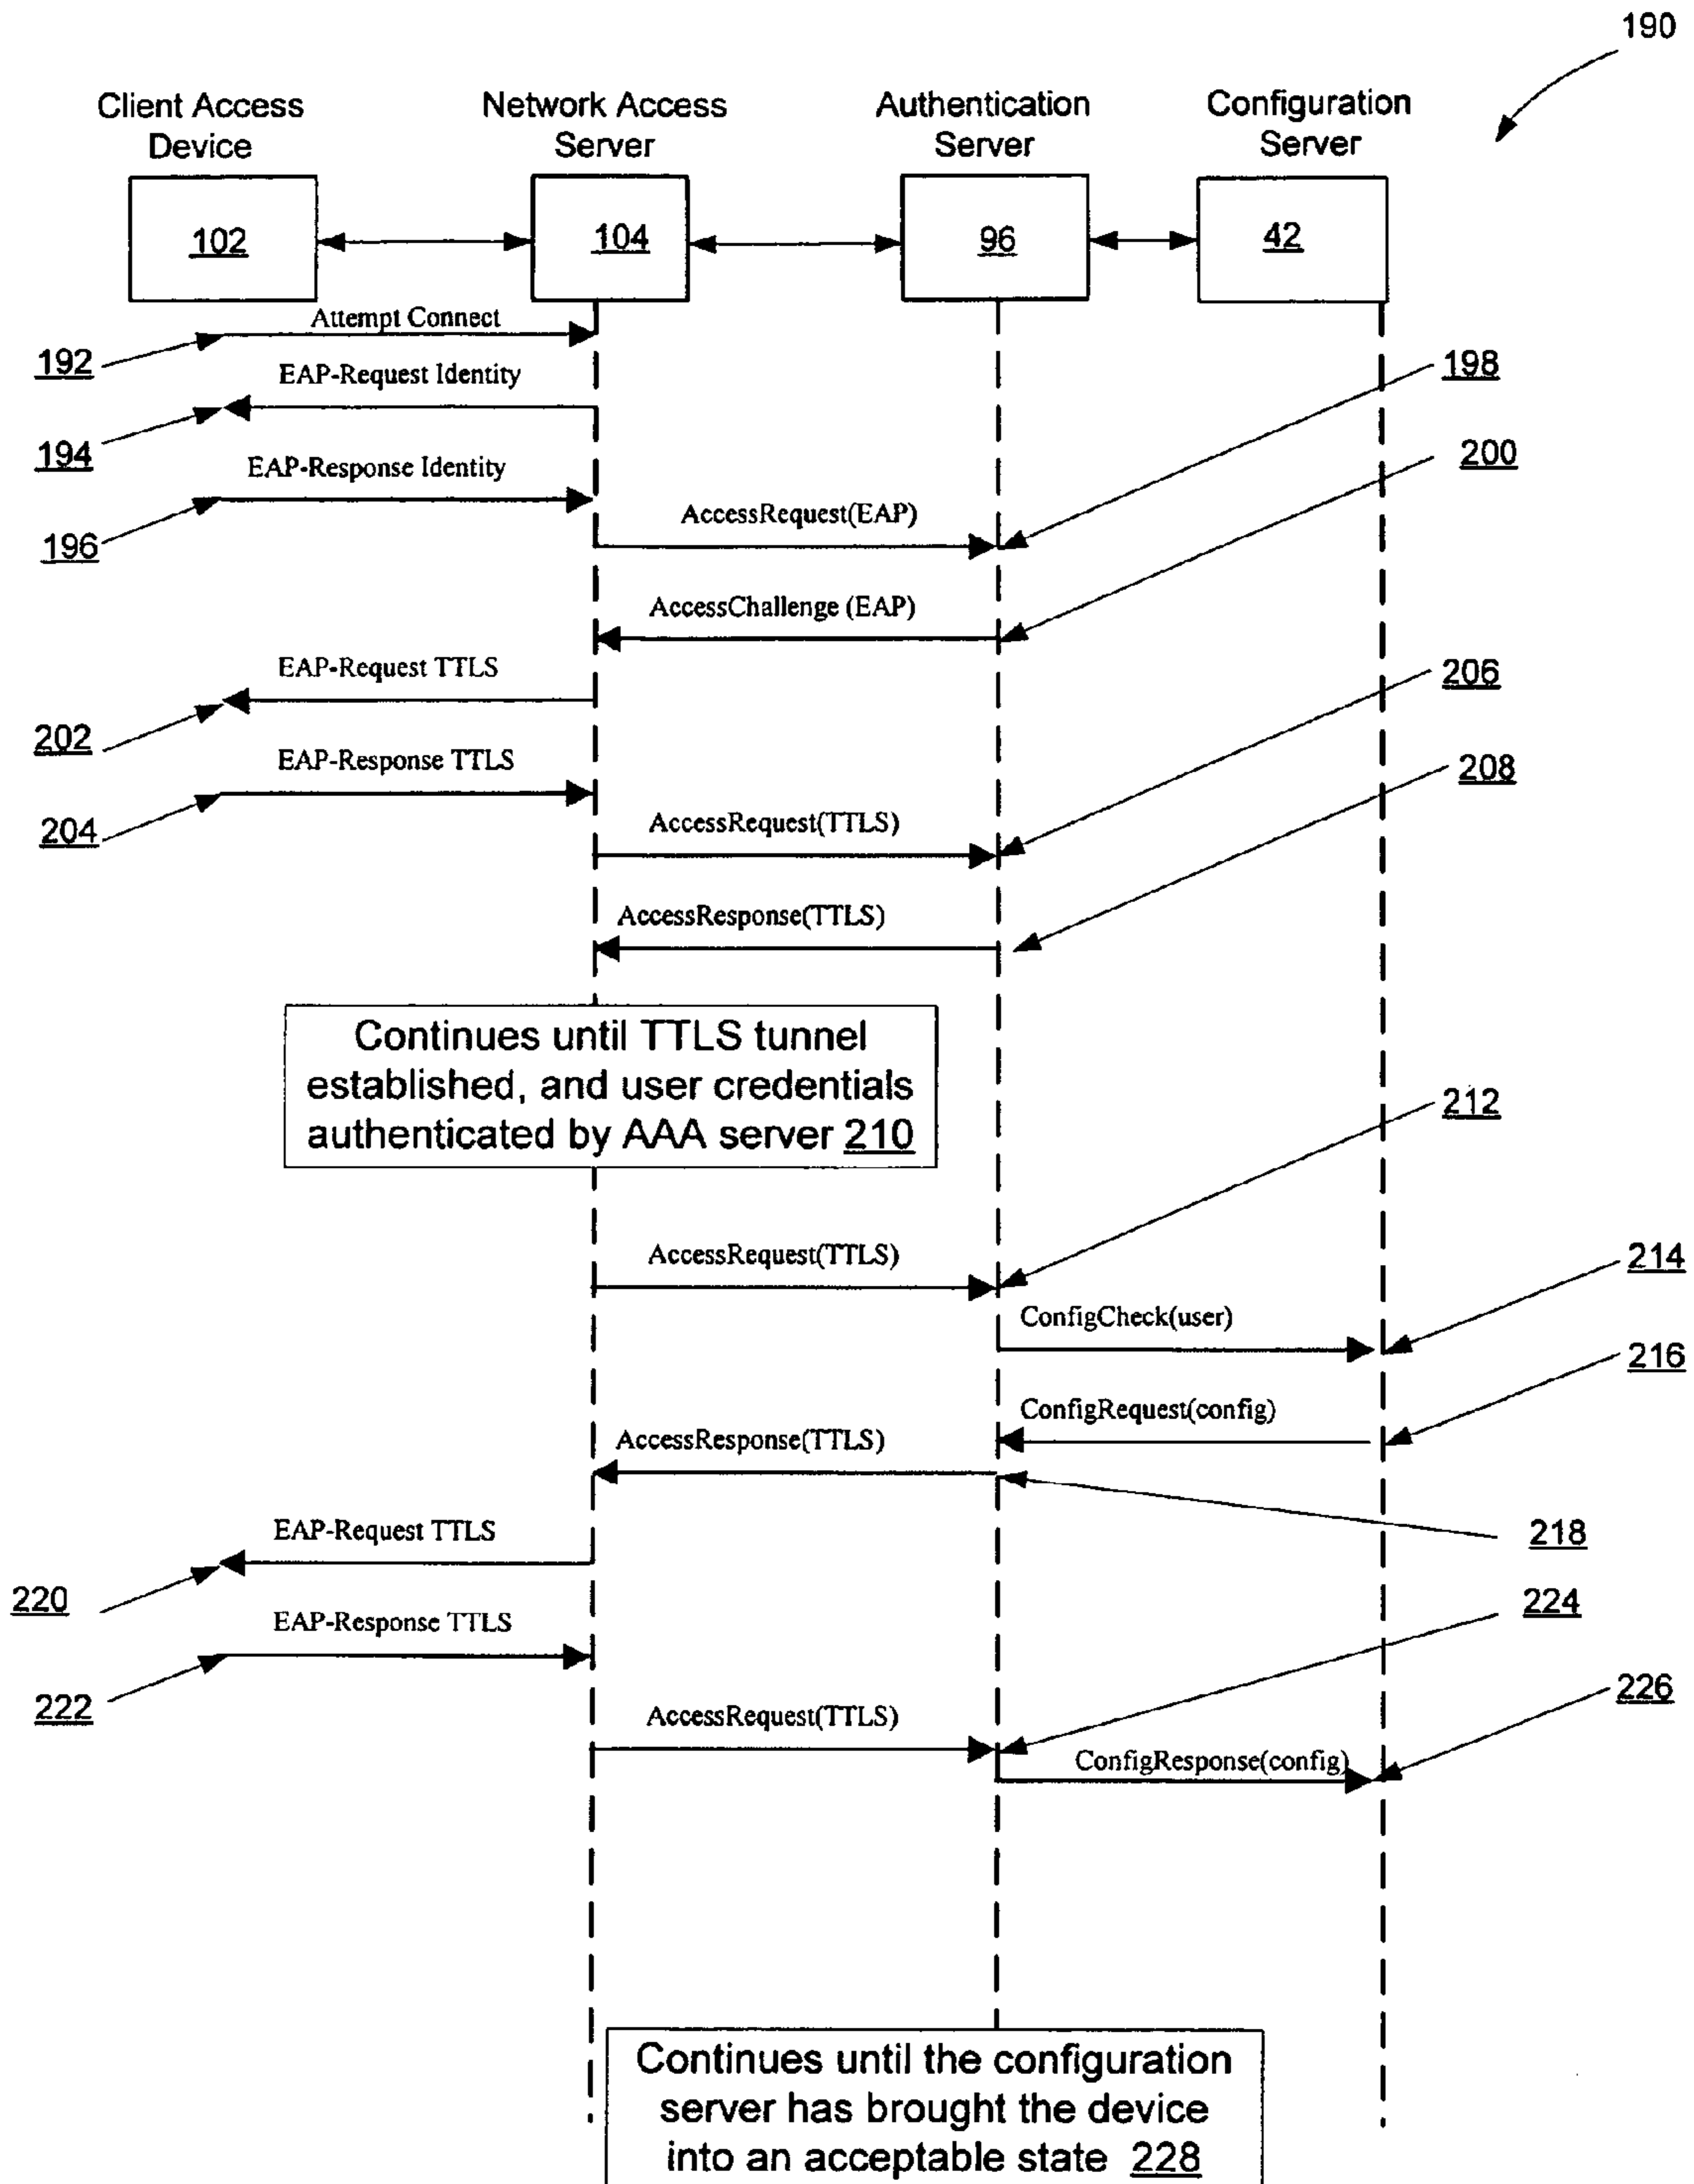 190
Client Access
Device
Network Access
Server
Authentication
Server
Configuration
Server
102
104
96
42
Attempt Connect
192
EAP-Request Identity
198
194
EAP-Response Identity
200
196
AccessRequest(EAP)
AccessChallenge (EAP)
EAP-Request TTLS
206
202
EAP-Response TTLS
208
204
AccessRequest(TTLS)
AccessResponse(TTLS)
Continues until TTLS tunnel
established, and user credentials
authenticated by AAA server 210
212
AccessRequest(TTLS)
214
ConfigCheck(user)
216
ConfigRequest(config)
AccessResponse(TTLS)
EAP-Request TTLS
218
220
EAP-Response TTLS
224
222
AccessRequest(TTLS)
226
ConfigResponse(config)
Continues until the configuration
server has brought the device
into an acceptable state 228